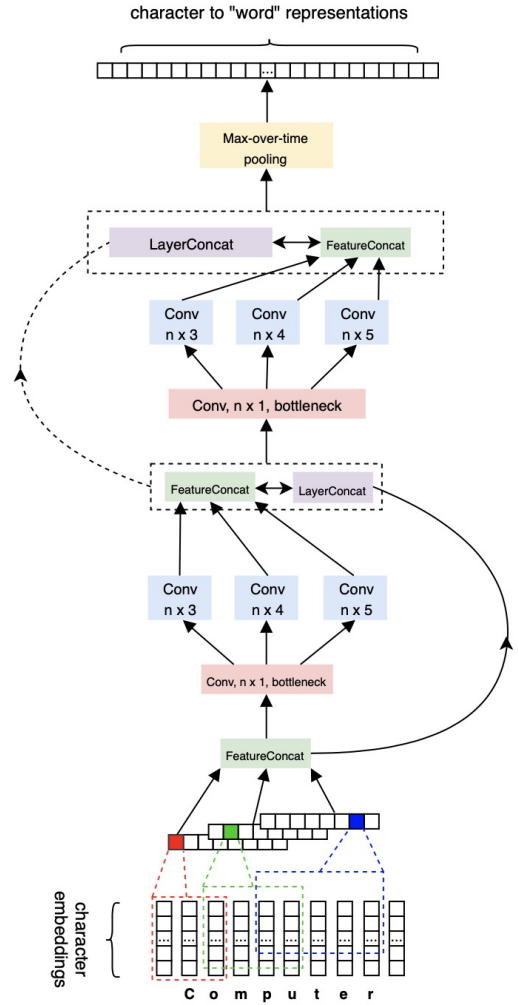 character to "word" representations
...
Max-over-time
pooling
LayerConcat
FeatureConcat
Conv
n x 3
Conv
n x 4
Conv
n x 5
Conv, n x 1, bottleneck
FeatureConcat
LayerConcat
Conv
n x 3
Conv
n x 4
Conv
n x 5
Conv, n x 1, bottleneck
FeatureConcat
character
embeddings
... ... ... ... ... ... ... ... ... ...
C o m p u t e r